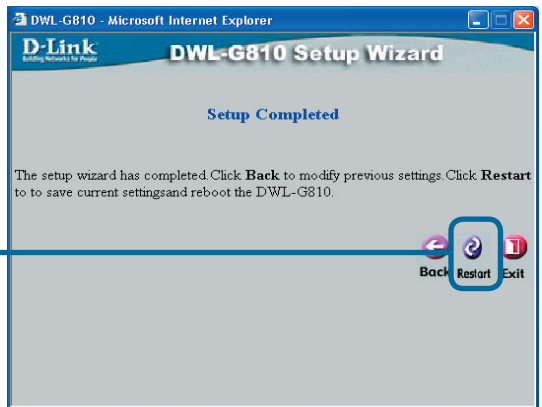 DWL-G810 - Microsoft Internet Explorer
D-Link
Building Networks for People
DWL-G810 Setup Wizard
Setup Completed
The setup wizard has completed.Click Back to modify previous settings.Click Restart
to to save current settingsand reboot the DWL-G810.
Back Restart Exit